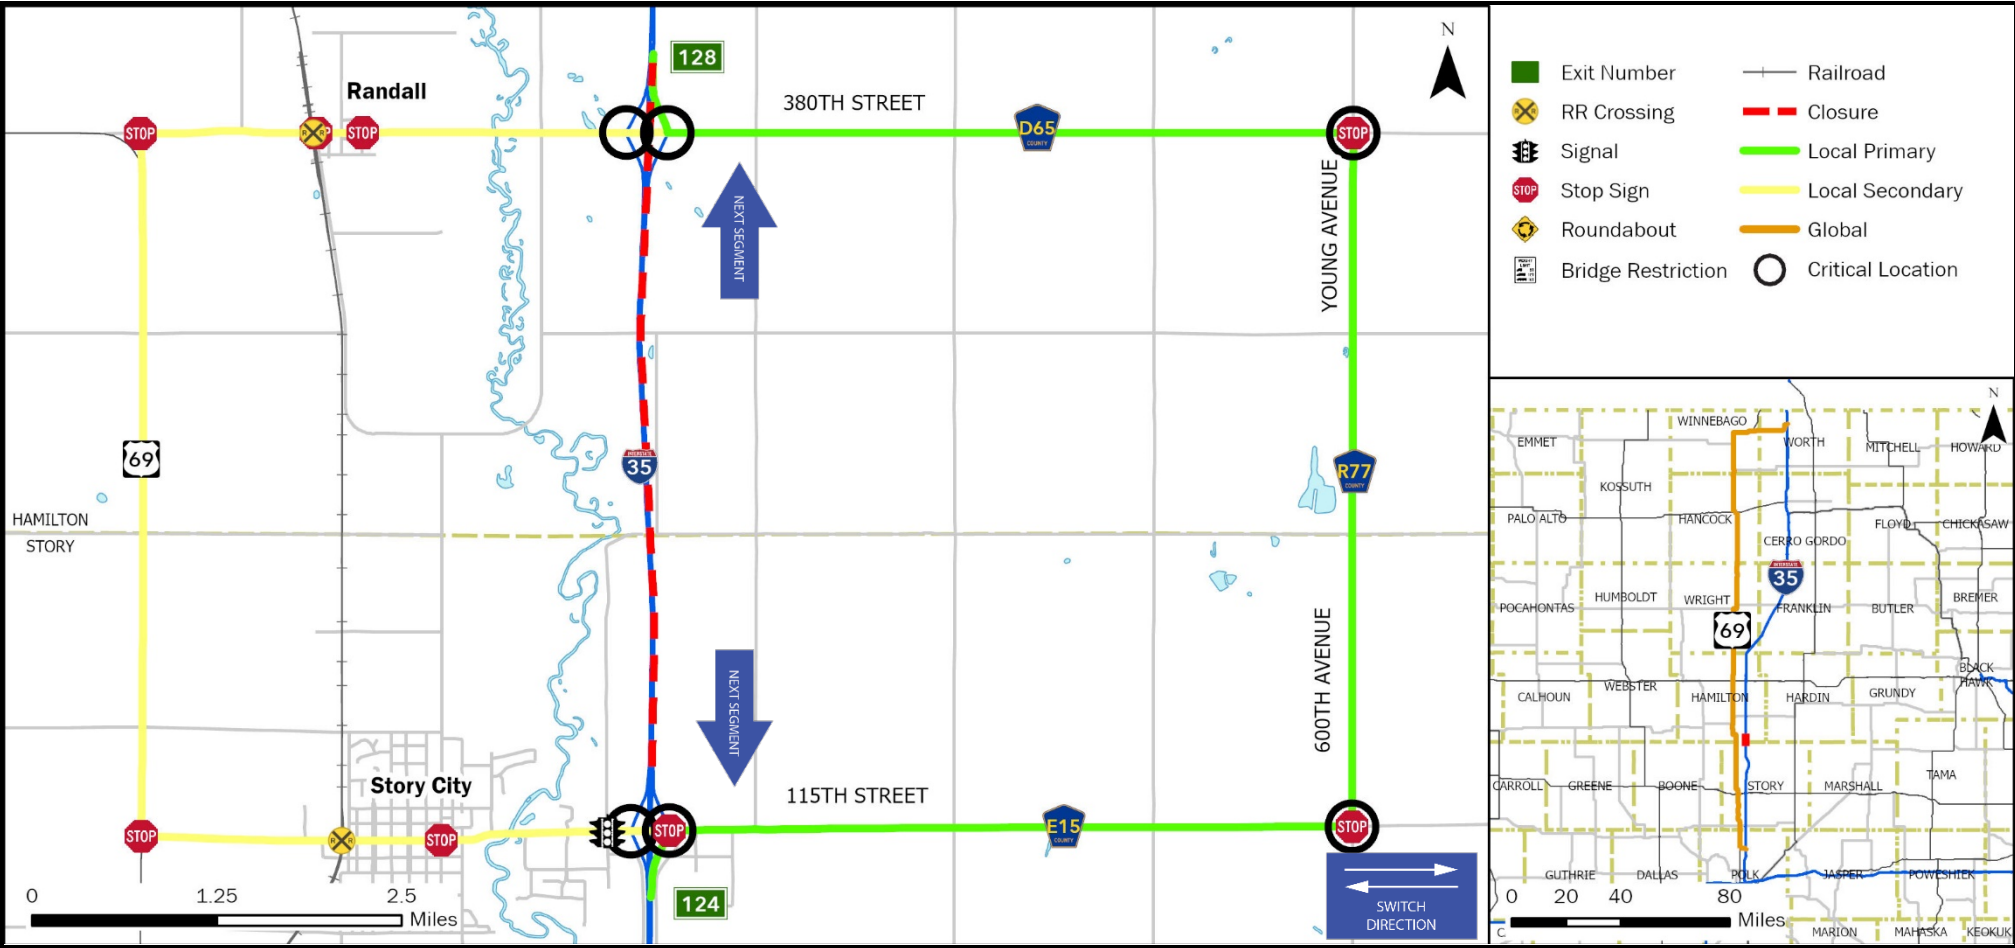 128
N
Randall
380TH STREET
D65
COUNTY
STOP
R R
STOP
STOP
NEXT SEGMENT
YOUNG AVENUE
69
INTERSTATE
35
R77
COUNTY
HAMILTON
STORY
NEXT SEGMENT
600TH AVENUE
Story City
115TH STREET
E15
COUNTY
STOP
R R
STOP
STOP
STOP
124
SWITCH
DIRECTION
0 1.25 2.5
Miles
Exit Number
RR Crossing
Signal
STOP Stop Sign
Roundabout
Bridge Restriction
Railroad
Closure
Local Primary
Local Secondary
Global
Critical Location
N
WINNEBAGO
EMMET
WORTH
MITCHELL
HOWARD
KOSSUTH
PALO ALTO
HANCOCK
FLOYD
CHICKASAW
CERRO GORDO
INTERSTATE
35
POCAHONTAS
HUMBOLDT
WRIGHT
FRANKLIN
BUTLER
BREMER
69
BLACK
HAWK
CALHOUN
WEBSTER
HAMILTON
HARDIN
GRUNDY
CARROLL
GREENE
BOONE
STORY
MARSHALL
TAMA
GUTHRIE
DALLAS
POLK
JASPER
POWESHIEK
0 20 40 80
Miles
C
MARION
MAHASKA
KEOKUK